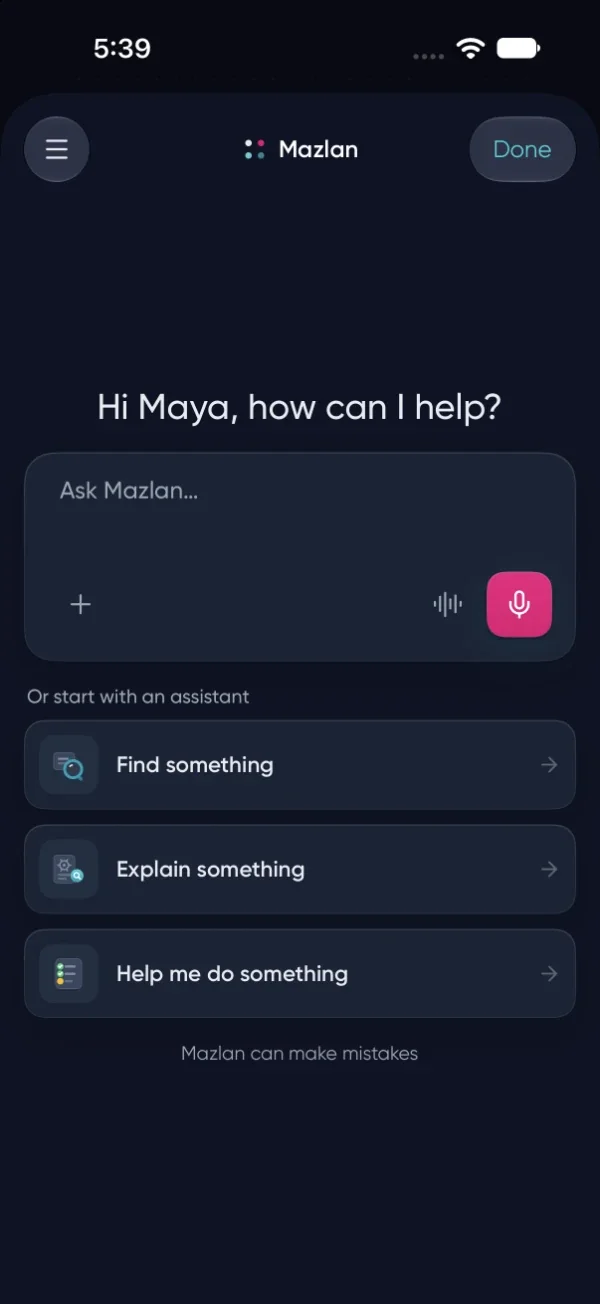 5:39
Mazlan
Done
Hi Maya, how can I help?
Ask Mazlan...
Or start with an assistant
Find something
Explain something
Help me do something
Mazlan can make mistakes